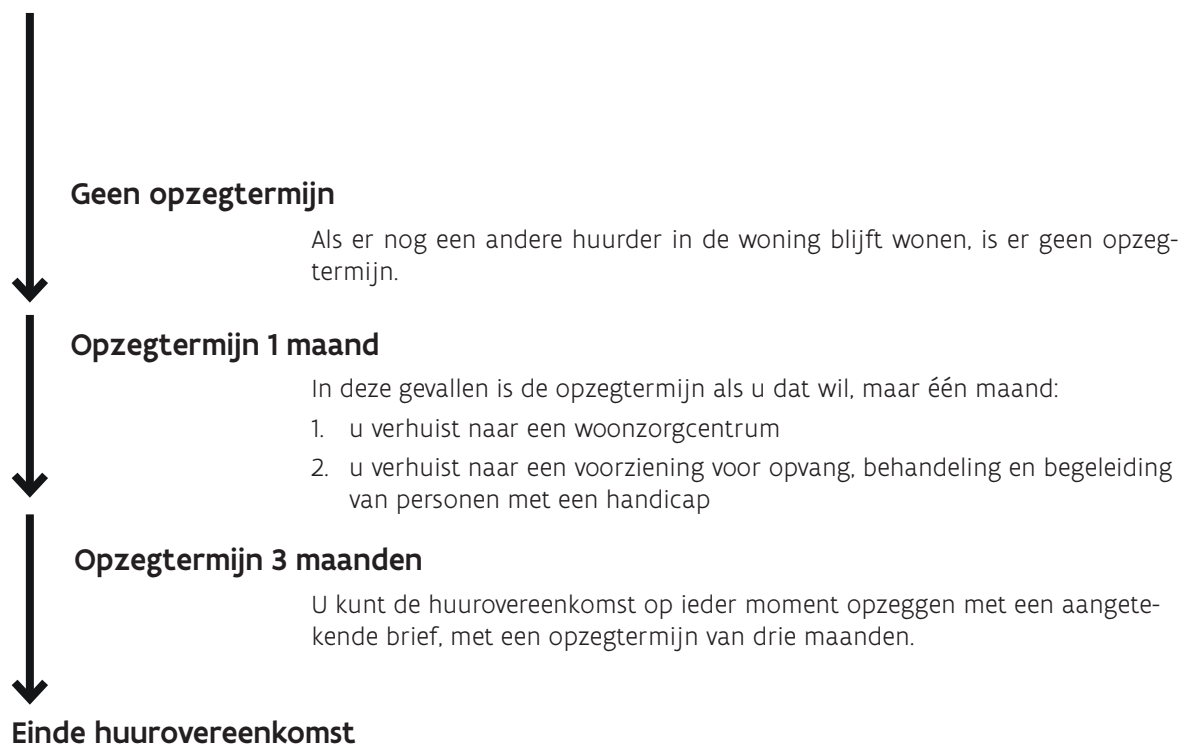 Geen opzegtermijn
Als er nog een andere huurder in de woning blijft wonen, is er geen opzeg-
termijn.
Opzegtermijn 1 maand
In deze gevallen is de opzegtermijn als u dat wil, maar één maand:
1. u verhuist naar een woonzorgcentrum
2. u verhuist naar een voorziening voor opvang, behandeling en begeleiding
van personen met een handicap
Opzegtermijn 3 maanden
U kunt de huurovereenkomst op ieder moment opzeggen met een aangete-
kende brief, met een opzegtermijn van drie maanden.
Einde huurovereenkomst